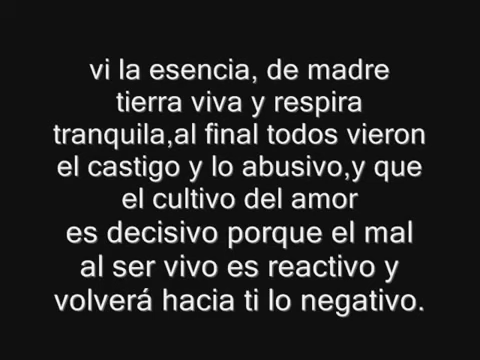 vi la esencia, de madre
tierra viva y respira
tranquila,al final todos vieron
el castigo y lo abusivo,y que
el cultivo del amor
es decisivo porque el mal
al ser vivo es reactivo y
volverá hacia ti lo negativo.